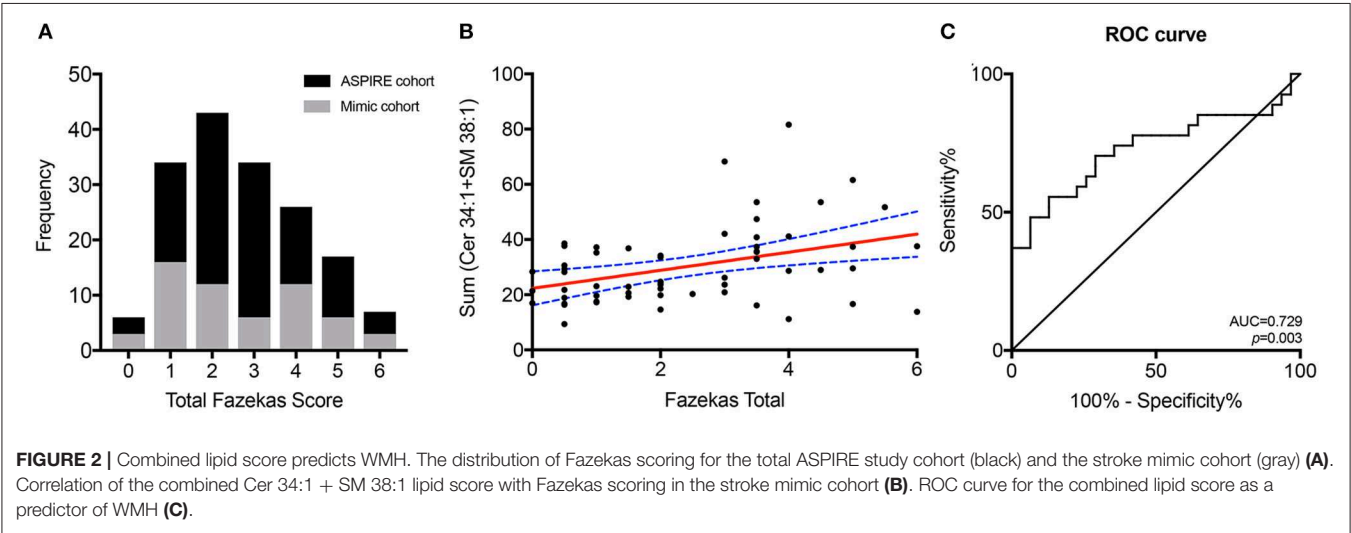 A
50
40
30
20
10
0
Frequency
0 1 2 3 4 5 6
Total Fazekas Score
ASPIRE cohort
Mimic cohort
B
100
80
60
40
20
0
Sum (Cer 34:1+SM 38:1)
0 2 4 6
Fazekas Total
C
ROC curve
100
50
0
Sensitivity%
AUC=0.729
p=0.003
0 50 100
100% - Specificity%
FIGURE 2 | Combined lipid score predicts WMH. The distribution of Fazekas scoring for the total ASPIRE study cohort (black) and the stroke mimic cohort (gray) (A).
Correlation of the combined Cer 34:1 + SM 38:1 lipid score with Fazekas scoring in the stroke mimic cohort (B). ROC curve for the combined lipid score as a
predictor of WMH (C).